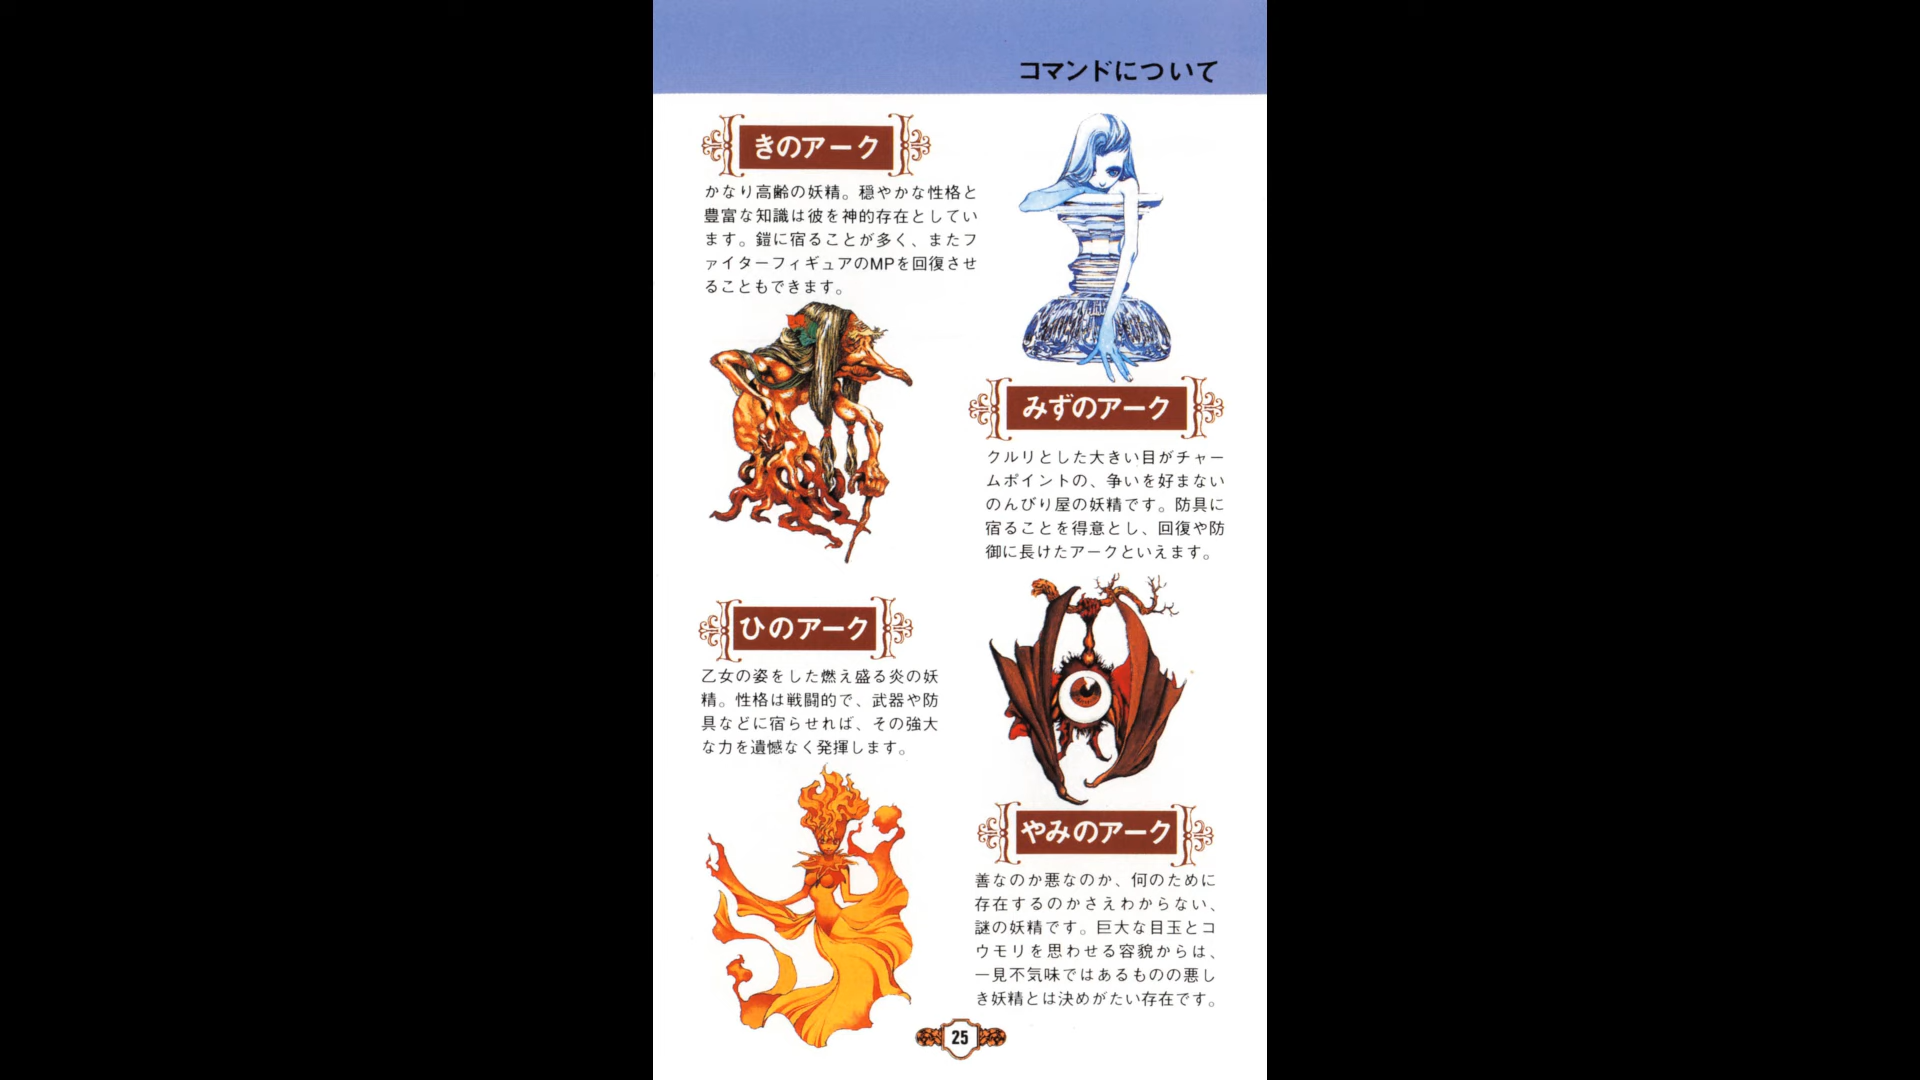 コマンドについて
きのアーク
かなり高齢の妖精。穏やかな性格と
豊富な知識は彼を神的存在としてい
ます。鎧に宿ることが多く、またフ
ァイターフィギュアのMPを回復させ
ることもできます。
みずのアーク
クルリとした大きい目がチャー
ムポイントの、争いを好まない
のんびり屋の妖精です。防具に
宿ることを得意とし、回復や防
御に長けたアークといえます。
ひのアーク
乙女の姿をした燃え盛る炎の妖
精。性格は戦闘的で、武器や防
具などに宿らせれば、その強大
な力を遺憾なく発揮します。
やみのアーク
善なのか悪なのか、何のために
存在するのかさえわからない、
謎の妖精です。巨大な目玉とコ
ウモリを思わせる容貌からは、
一見不気味ではあるものの悪し
き妖精とは決めがたい存在です。
25